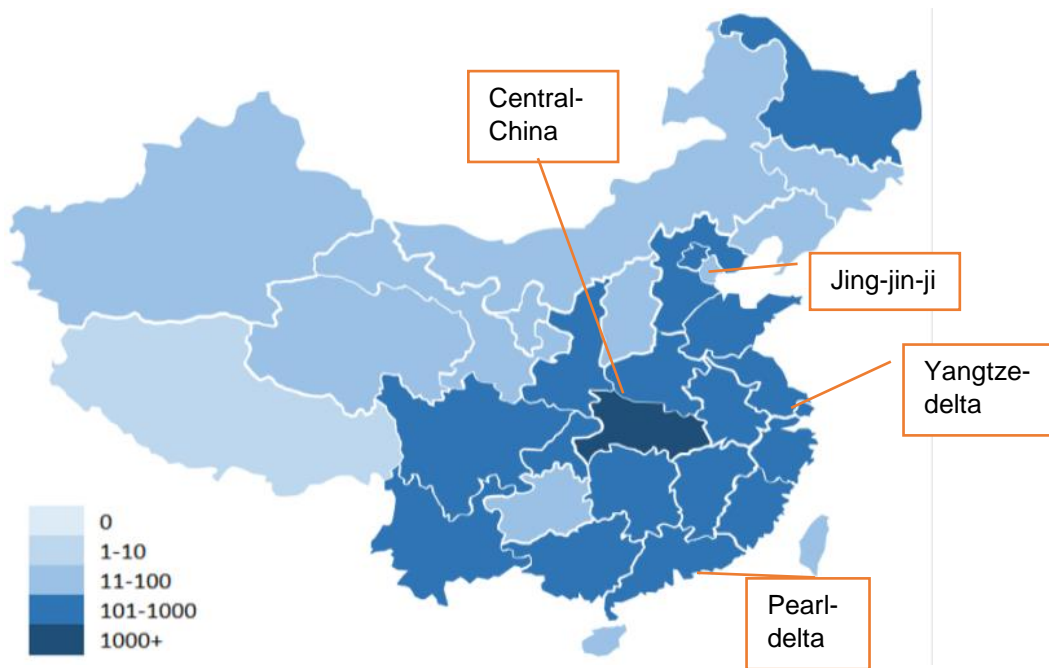 Central-
China
Jing-jin-ji
Yangtze-
delta
Pearl-
delta
0
1-10
11-100
101-1000
1000+